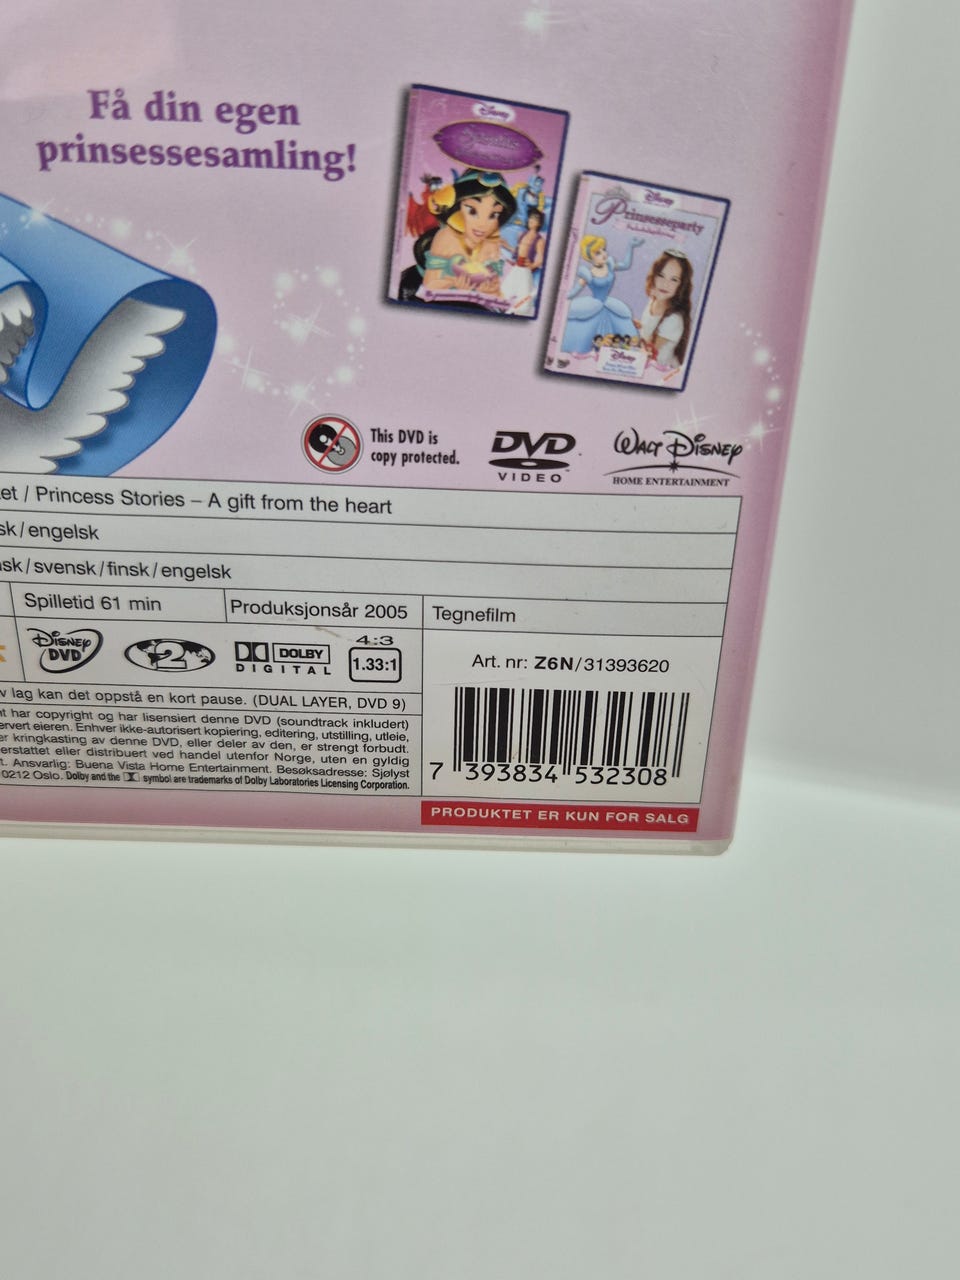 Få din egen
prinsessesamling!
Disney
Disney
Prinsesseparty
Disney
This DVD is
copy protected.
DVD
VIDEO
WALT DISNEY
HOME ENTERTAINMENT
et / Princess Stories – A gift from the heart
sk/engelsk
sk/svensk/finsk/engelsk
Spilletid 61 min
Produksjonsår 2005
Tegnefilm
DISNEY
DVD
2
DOLBY
DIGITAL
4:3
1.33:1
Art. nr: Z6N/31393620
v lag kan det oppstå en kort pause. (DUAL LAYER, DVD 9)
t har copyright og har lisensiert denne DVD (soundtrack inkludert)
ervert eieren. Enhver ikke-autorisert kopiering, editering, utstilling, utleie,
er kringkasting av denne DVD, eller deler av den, er strengt forbudt.
erstattet eller distribuert ved handel utenfor Norge, uten en gyldig
t. Ansvarlig: Buena Vista Home Entertainment. Besøksadresse: Sjølyst
0212 Oslo. Dolby and the symbol are trademarks of Dolby Laboratories Licensing Corporation.
7 393834 532308
PRODUKTET ER KUN FOR SALG